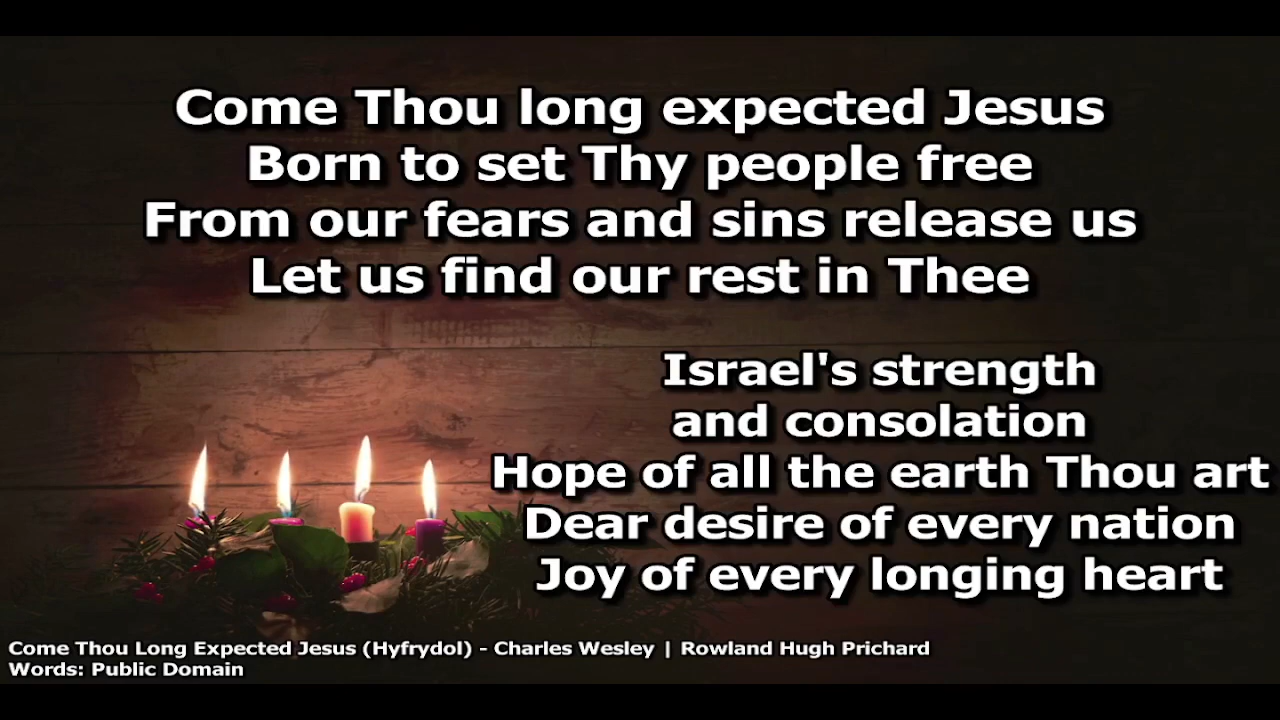 Come Thou long expected Jesus
Born to set Thy people free
From our fears and sins release us
Let us find our rest in Thee
Israel's strength
and consolation
Hope of all the earth Thou art
Dear desire of every nation
Joy of every longing heart
Come Thou Long Expected Jesus (Hyfrydol) - Charles Wesley | Rowland Hugh Prichard
Words: Public Domain